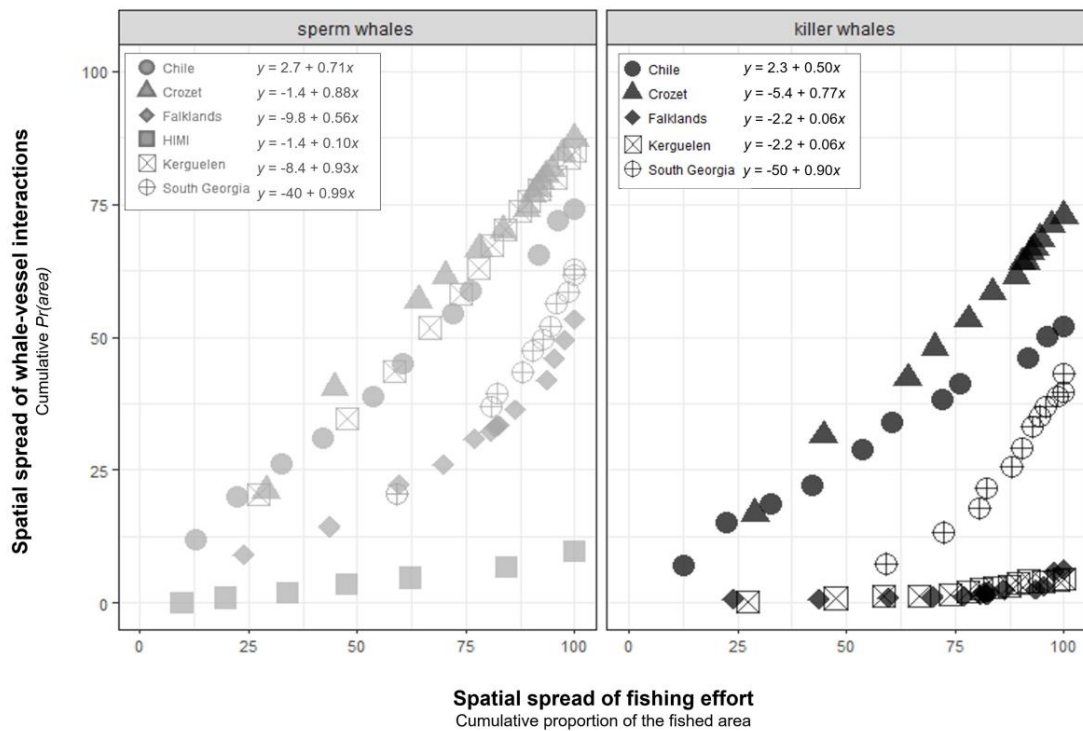 sperm whales
killer whales
Chile y = 2.7 + 0.71x
Crozet y = -1.4 + 0.88x
Falklands y = -9.8 + 0.56x
HIMI y = -1.4 + 0.10x
Kerguelen y = -8.4 + 0.93x
South Georgia y = -40 + 0.99x
Chile y = 2.3 + 0.50x
Crozet y = -5.4 + 0.77x
Falklands y = -2.2 + 0.06x
Kerguelen y = -2.2 + 0.06x
South Georgia y = -50 + 0.90x
Spatial spread of whale-vessel interactions
Cumulative Pr(area)
100
75
50
25
0
0 25 50 75 100
0 25 50 75 100
Spatial spread of fishing effort
Cumulative proportion of the fished area